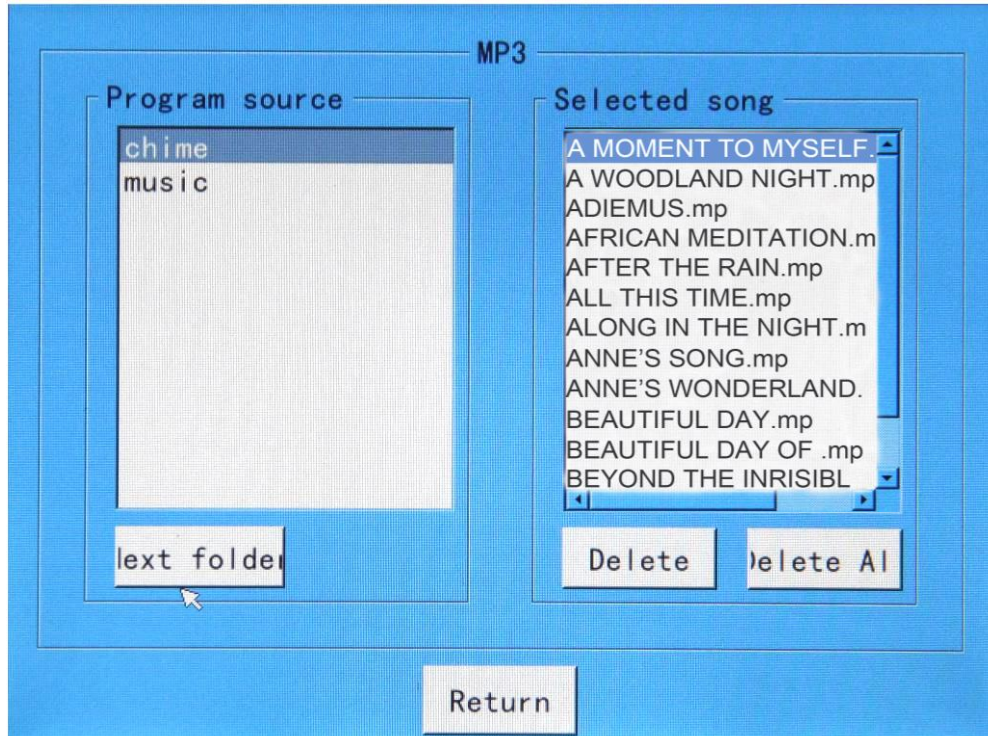 MP3
Program source
chime
music
lext folder
Selected song
A MOMENT TO MYSELF.
A WOODLAND NIGHT.mp
ADIEMUS.mp
AFRICAN MEDITATION.m
AFTER THE RAIN.mp
ALL THIS TIME.mp
ALONG IN THE NIGHT.m
ANNE'S SONG.mp
ANNE'S WONDERLAND.
BEAUTIFUL DAY.mp
BEAUTIFUL DAY OF .mp
BEYOND THE INRISIBL
Delete
Delete Al
Return